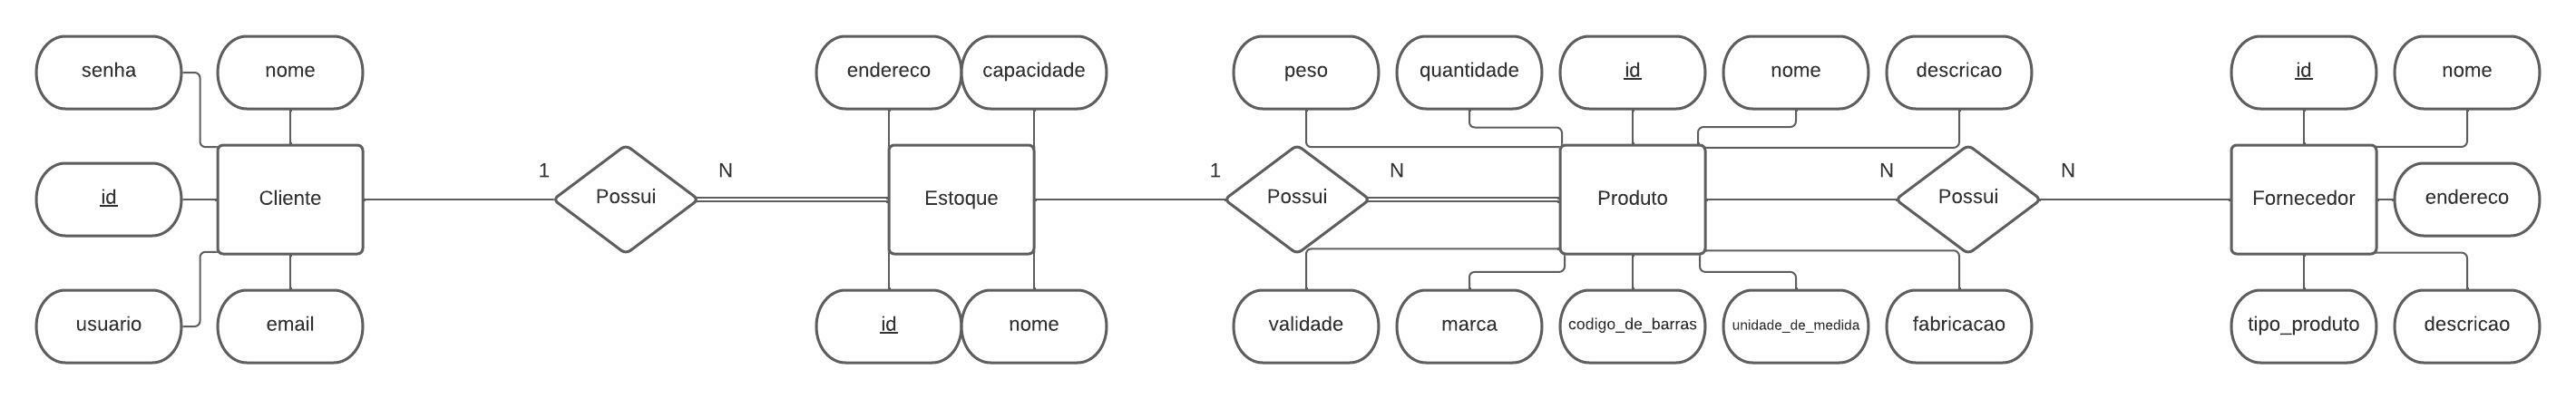 senha
nome
endereco
capacidade
peso
quantidade
id
nome
descricao
id
nome
1
N
1
N
N
N
id
Cliente
Possui
Estoque
Possui
Produto
Possui
Fornecedor
endereco
usuario
email
id
nome
validade
marca
codigo_de_barras
unidade_de_medida
fabricacao
tipo_produto
descricao